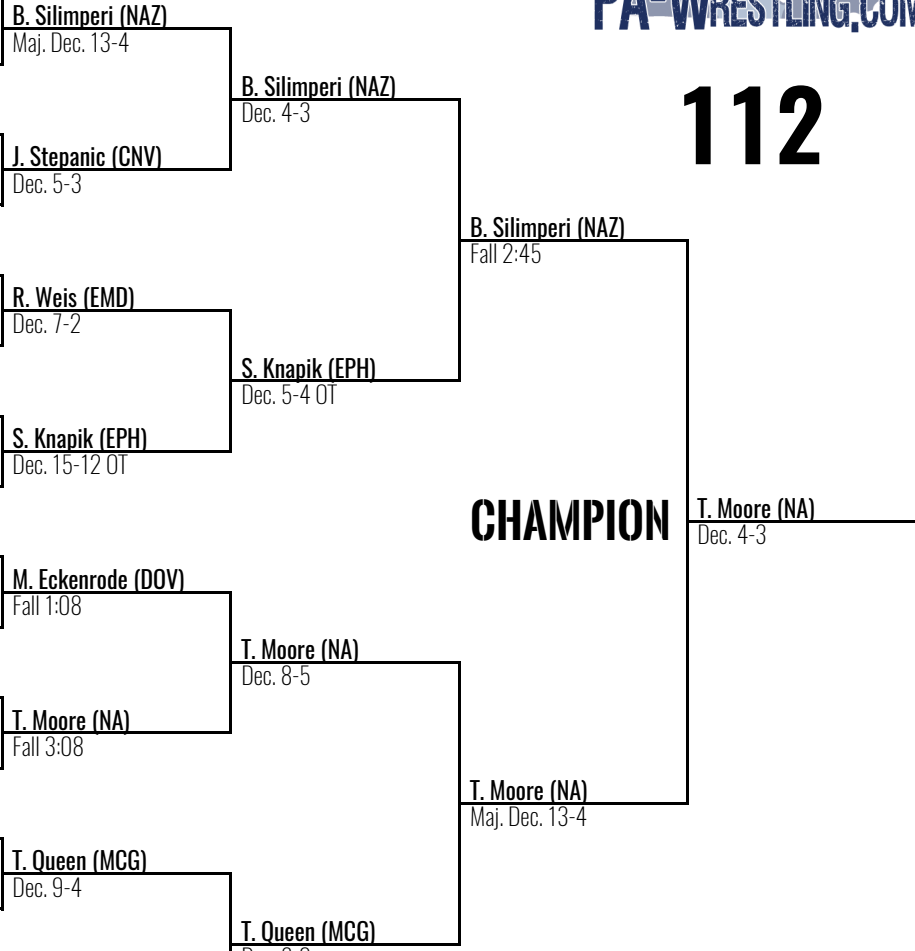 PA-WRESTLING.COM
112
B. Silimperi (NAZ)
Maj. Dec. 13-4
B. Silimperi (NAZ)
Dec. 4-3
J. Stepanic (CNV)
Dec. 5-3
B. Silimperi (NAZ)
Fall 2:45
R. Weis (EMD)
Dec. 7-2
S. Knapik (EPH)
Dec. 5-4 OT
S. Knapik (EPH)
Dec. 15-12 OT
CHAMPION
T. Moore (NA)
Dec. 4-3
M. Eckenrode (DOV)
Fall 1:08
T. Moore (NA)
Dec. 8-5
T. Moore (NA)
Fall 3:08
T. Moore (NA)
Maj. Dec. 13-4
T. Queen (MCG)
Dec. 9-4
T. Queen (MCG)